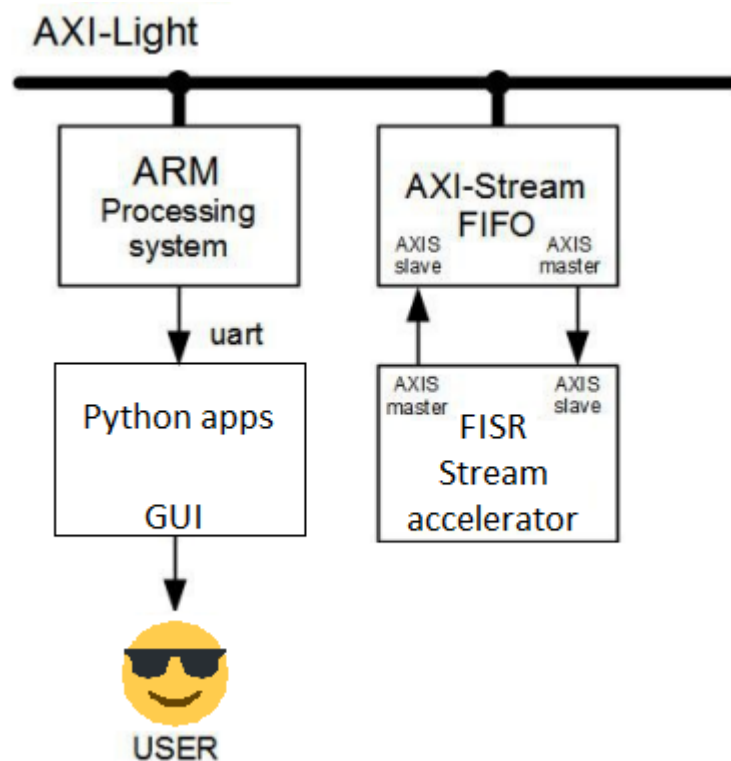 AXI-Light
ARM
Processing
system
AXI-Stream
FIFO
AXIS
slave
AXIS
master
uart
Python apps
GUI
AXIS
master
AXIS
slave
FISR
Stream
accelerator
USER